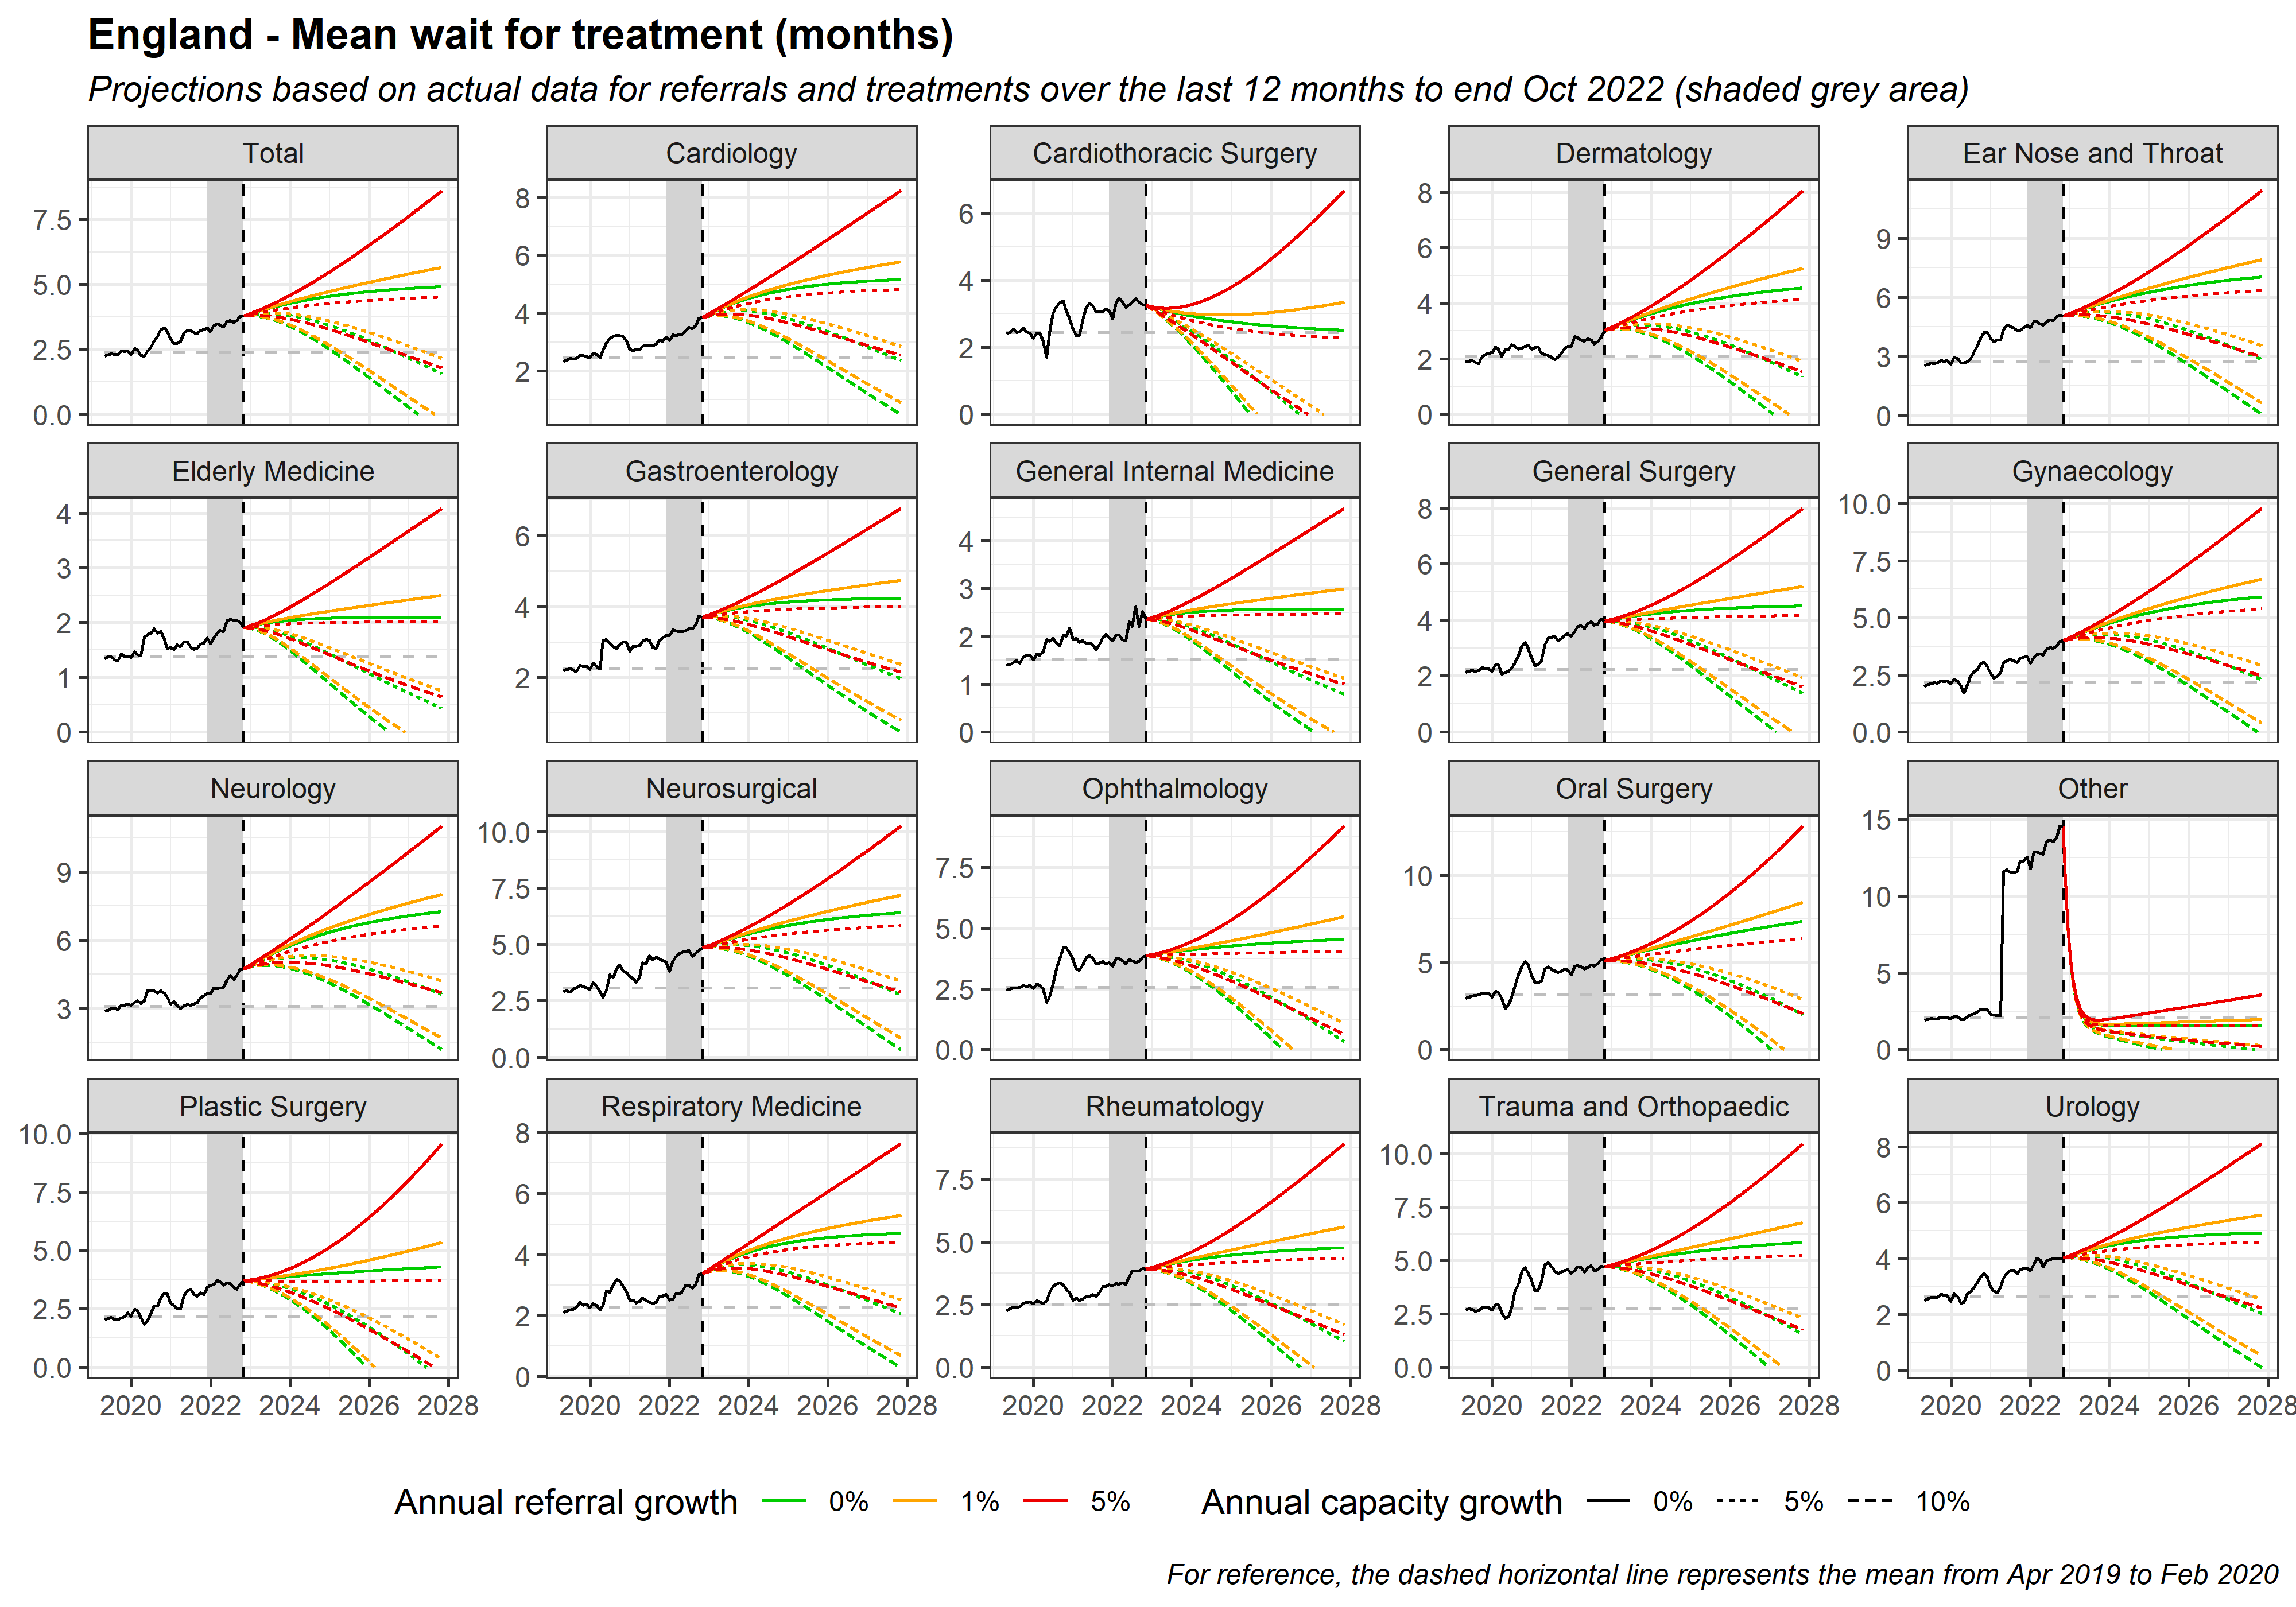 England - Mean wait for treatment (months)
Projections based on actual data for referrals and treatments over the last 12 months to end Oct 2022 (shaded grey area)
Total
Cardiology
Cardiothoracic Surgery
Dermatology
Ear Nose and Throat
7.5
5.0
2.5
0.0
8
6
4
2
6
4
2
0
8
6
4
2
0
9
6
3
0
Elderly Medicine
Gastroenterology
General Internal Medicine
General Surgery
Gynaecology
4
3
2
1
0
6
4
2
4
3
2
1
0
8
6
4
2
0
10.0
7.5
5.0
2.5
0.0
Neurology
Neurosurgical
Ophthalmology
Oral Surgery
Other
9
6
3
10.0
7.5
5.0
2.5
0.0
7.5
5.0
2.5
0.0
10
5
0
15
10
5
0
Plastic Surgery
Respiratory Medicine
Rheumatology
Trauma and Orthopaedic
Urology
10.0
7.5
5.0
2.5
0.0
8
6
4
2
0
7.5
5.0
2.5
0.0
10.0
7.5
5.0
2.5
0.0
8
6
4
2
0
2020 2022 2024 2026 2028
2020 2022 2024 2026 2028
2020 2022 2024 2026 2028
2020 2022 2024 2026 2028
2020 2022 2024 2026 2028
Annual referral growth 0% 1% 5%
Annual capacity growth 0% 5% 10%
For reference, the dashed horizontal line represents the mean from Apr 2019 to Feb 2020